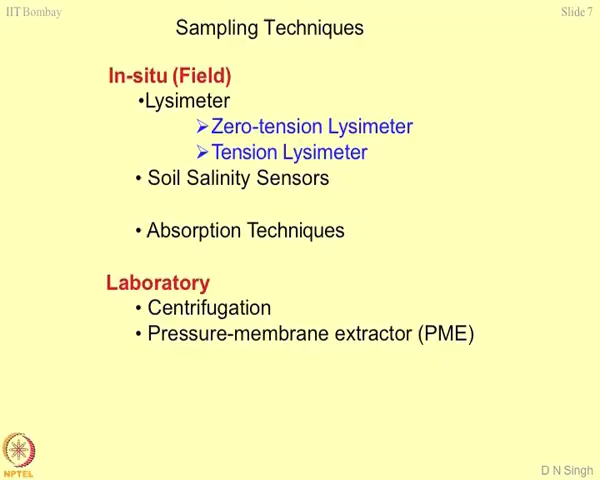 IIT Bombay
Slide 7
Sampling Techniques
In-situ (Field)
•Lysimeter
➢Zero-tension Lysimeter
➢Tension Lysimeter
• Soil Salinity Sensors
• Absorption Techniques
Laboratory
• Centrifugation
• Pressure-membrane extractor (PME)
NPTEL
D N Singh